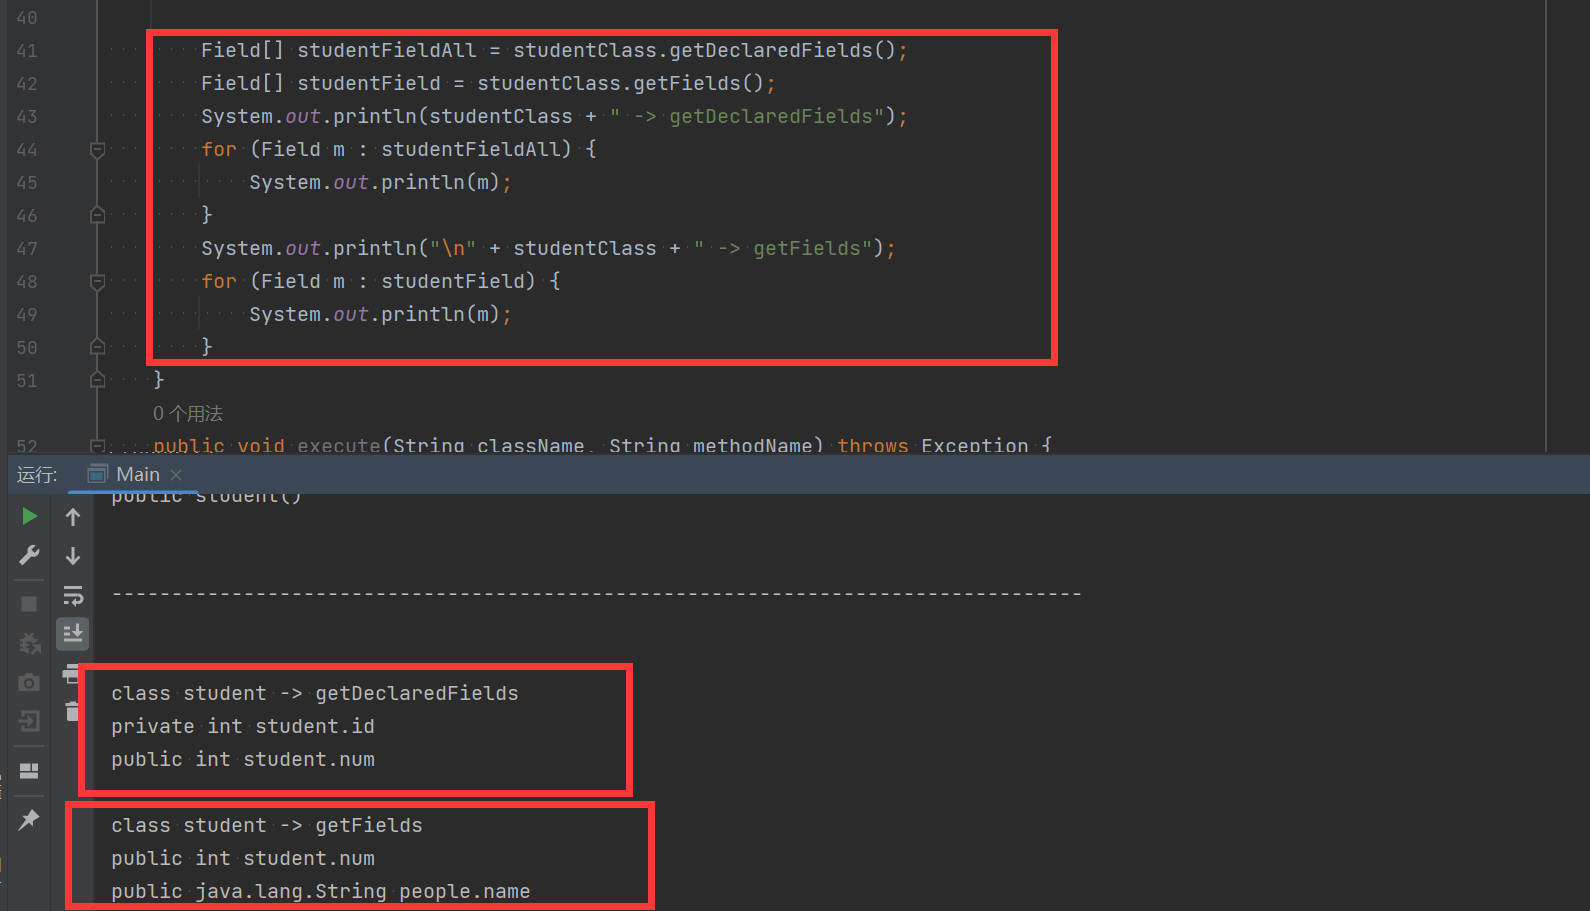 40
41 Field[] studentFieldAll = studentClass.getDeclaredFields();
42 Field[] studentField = studentClass.getFields();
43 System.out.println(studentClass + " -> getDeclaredFields");
44 for (Field m : studentFieldAll) {
45 System.out.println(m);
46 }
47 System.out.println("\n" + studentClass + " -> getFields");
48 for (Field m : studentField) {
49 System.out.println(m);
50 }
51 }
0 个用法
52 public void execute(String className, String methodName) throws Exception {
运行: Main
public student()
--------------------------------------------------------------------------------
class student -> getDeclaredFields
private int student.id
public int student.num
class student -> getFields
public int student.num
public java.lang.String people.name